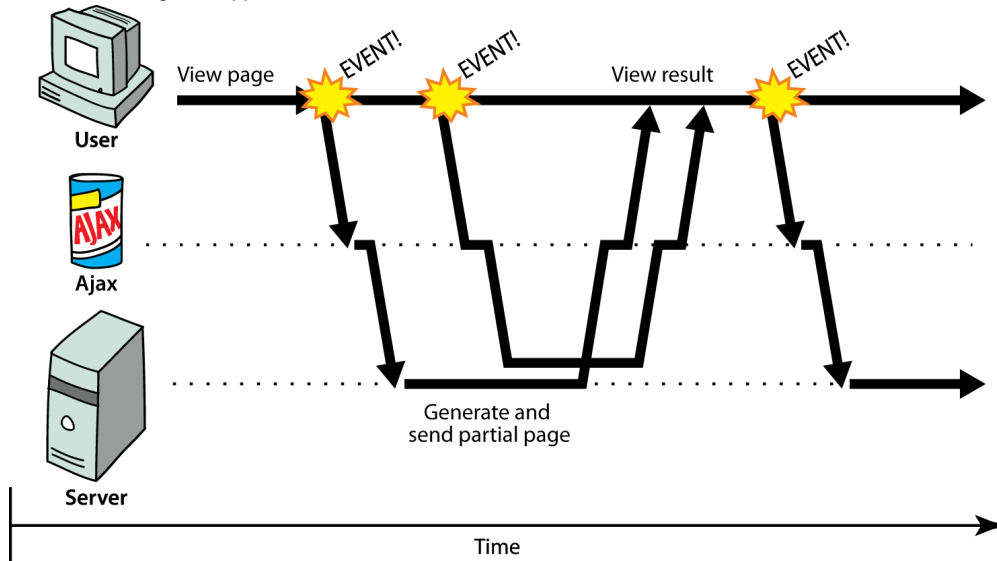 EVENT!
EVENT!
EVENT!
View page
View result
User
AJAX
Ajax
Generate and
send partial page
Server
Time